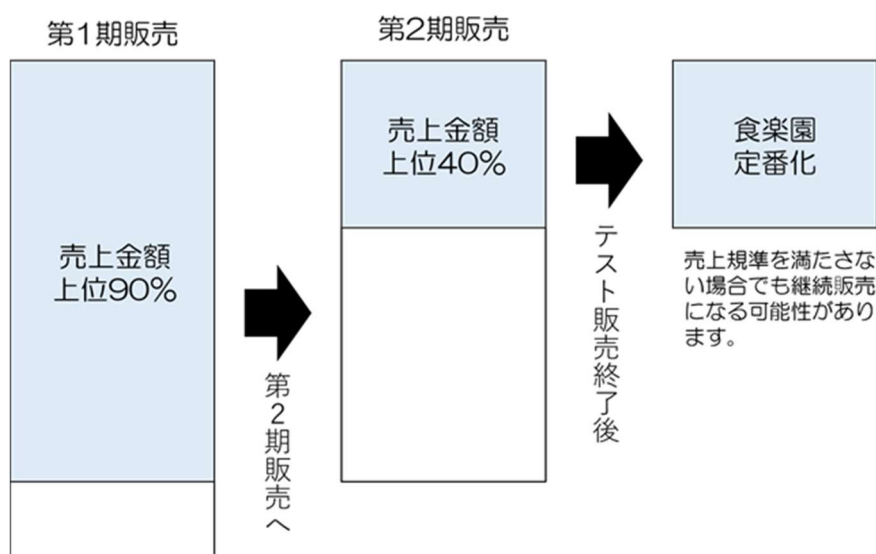 第1期販売
売上金額
上位90%
第2期販売へ
第2期販売
売上金額
上位40%
テスト販売終了後
食楽園
定番化
売上規準を満たさな
い場合でも継続販売
になる可能性があり
ます。